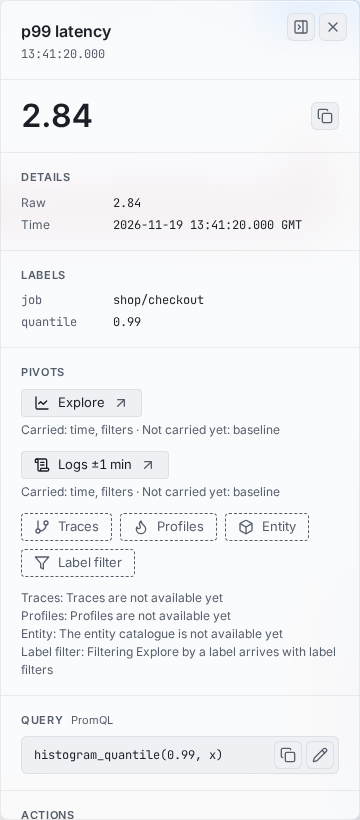 p99 latency
13:41:20.000
2.84
DETAILS
Raw 2.84
Time 2026-11-19 13:41:20.000 GMT
LABELS
job shop/checkout
quantile 0.99
PIVOTS
Explore
Carried: time, filters · Not carried yet: baseline
Logs ±1 min
Carried: time, filters · Not carried yet: baseline
Traces Profiles Entity
Label filter
Traces: Traces are not available yet
Profiles: Profiles are not available yet
Entity: The entity catalogue is not available yet
Label filter: Filtering Explore by a label arrives with label
filters
QUERY PromQL
histogram_quantile(0.99, x)
ACTIONS